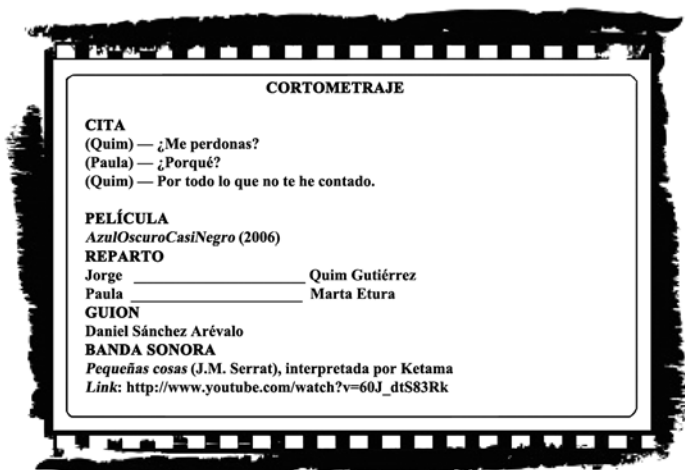 CORTOMETRAJE
CITA
(Quim) — ¿Me perdonas?
(Paula) — ¿Porqué?
(Quim) — Por todo lo que no te he contado.
PELÍCULA
AzulOscuroCasiNegro (2006)
REPARTO
Jorge ____________________ Quim Gutiérrez
Paula ____________________ Marta Etura
GUION
Daniel Sánchez Arévalo
BANDA SONORA
Pequeñas cosas (J.M. Serrat), interpretada por Ketama
Link: http://www.youtube.com/watch?v=60J_dtS83Rk